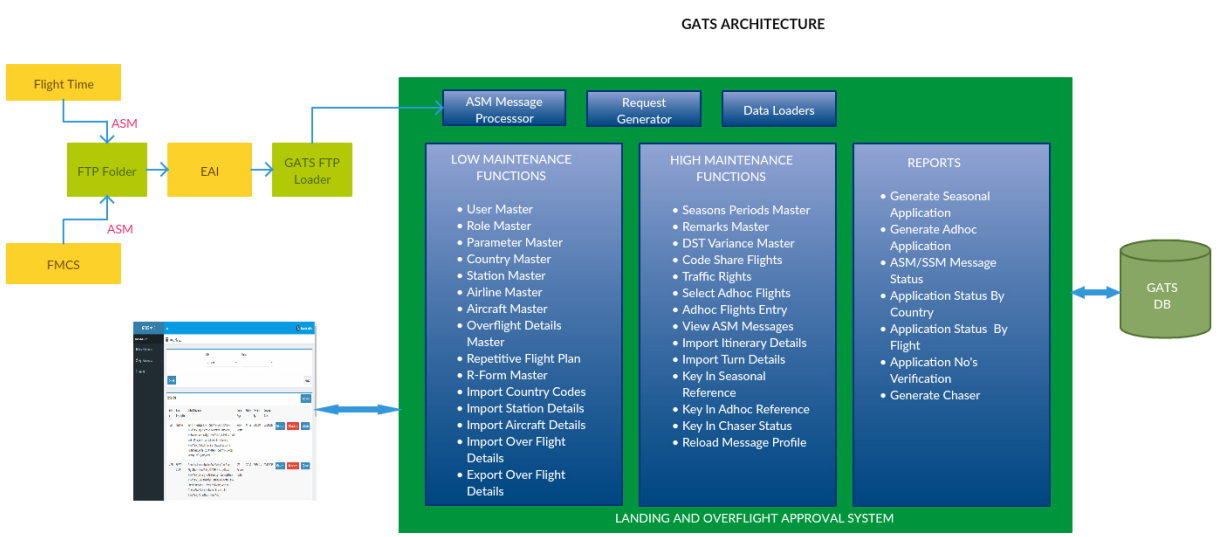 GATS ARCHITECTURE
Flight Time
ASM
FTP Folder
EAI
GATS FTP
Loader
ASM
FMCS
ASM Message
Processsor
Request
Generator
Data Loaders
LOW MAINTENANCE
FUNCTIONS
• User Master
• Role Master
• Parameter Master
• Country Master
• Station Master
• Airline Master
• Aircraft Master
• Overflight Details
Master
• Repetitive Flight Plan
• R-Form Master
• Import Country Codes
• Import Station Details
• Import Aircraft Details
• Import Over Flight
Details
• Export Over Flight
Details
HIGH MAINTENANCE
FUNCTIONS
• Seasons Periods Master
• Remarks Master
• DST Variance Master
• Code Share Flights
• Traffic Rights
• Select Adhoc Flights
• Adhoc Flights Entry
• View ASM Messages
• Import Itinerary Details
• Import Turn Details
• Key In Seasonal
Reference
• Key In Adhoc Reference
• Key In Chaser Status
• Reload Message Profile
REPORTS
• Generate Seasonal
Application
• Generate Adhoc
Application
• ASM/SSM Message
Status
• Application Status By
Country
• Application Status By
Flight
• Application No's
Verification
• Generate Chaser
LANDING AND OVERFLIGHT APPROVAL SYSTEM
GATS
DB